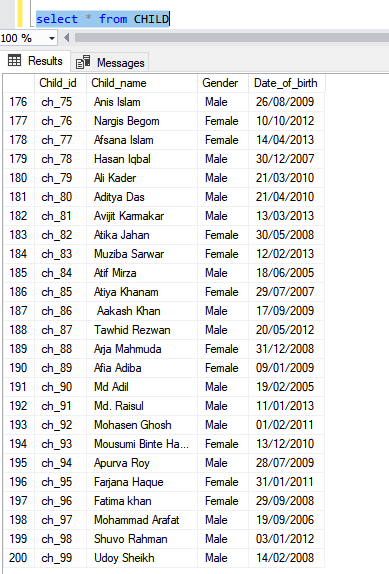 select * from CHILD
100 %
Results Messages
Child_id Child_name Gender Date_of_birth
176 ch_75 Anis Islam Male 26/08/2009
177 ch_76 Nargis Begom Female 10/10/2012
178 ch_77 Afsana Islam Female 14/04/2013
179 ch_78 Hasan Iqbal Male 30/12/2007
180 ch_79 Ali Kader Male 21/03/2010
181 ch_80 Aditya Das Male 21/04/2010
182 ch_81 Avijit Karmakar Male 13/03/2013
183 ch_82 Atika Jahan Female 30/05/2008
184 ch_83 Muziba Sarwar Female 12/02/2013
185 ch_84 Atif Mirza Male 18/06/2005
186 ch_85 Atiya Khanam Female 29/07/2007
187 ch_86 Aakash Khan Male 17/09/2009
188 ch_87 Tawhid Rezwan Male 20/05/2012
189 ch_88 Arja Mahmuda Female 31/12/2008
190 ch_89 Afia Adiba Female 09/01/2009
191 ch_90 Md Adil Male 19/02/2005
192 ch_91 Md. Raisul Male 11/01/2013
193 ch_92 Mohasen Ghosh Male 01/02/2011
194 ch_93 Mousumi Binte Ha... Female 13/12/2010
195 ch_94 Apurva Roy Male 28/07/2009
196 ch_95 Farjana Haque Female 31/01/2011
197 ch_96 Fatima khan Female 29/09/2008
198 ch_97 Mohammad Arafat Male 19/09/2006
199 ch_98 Shuvo Rahman Male 03/01/2012
200 ch_99 Udoy Sheikh Male 14/02/2008